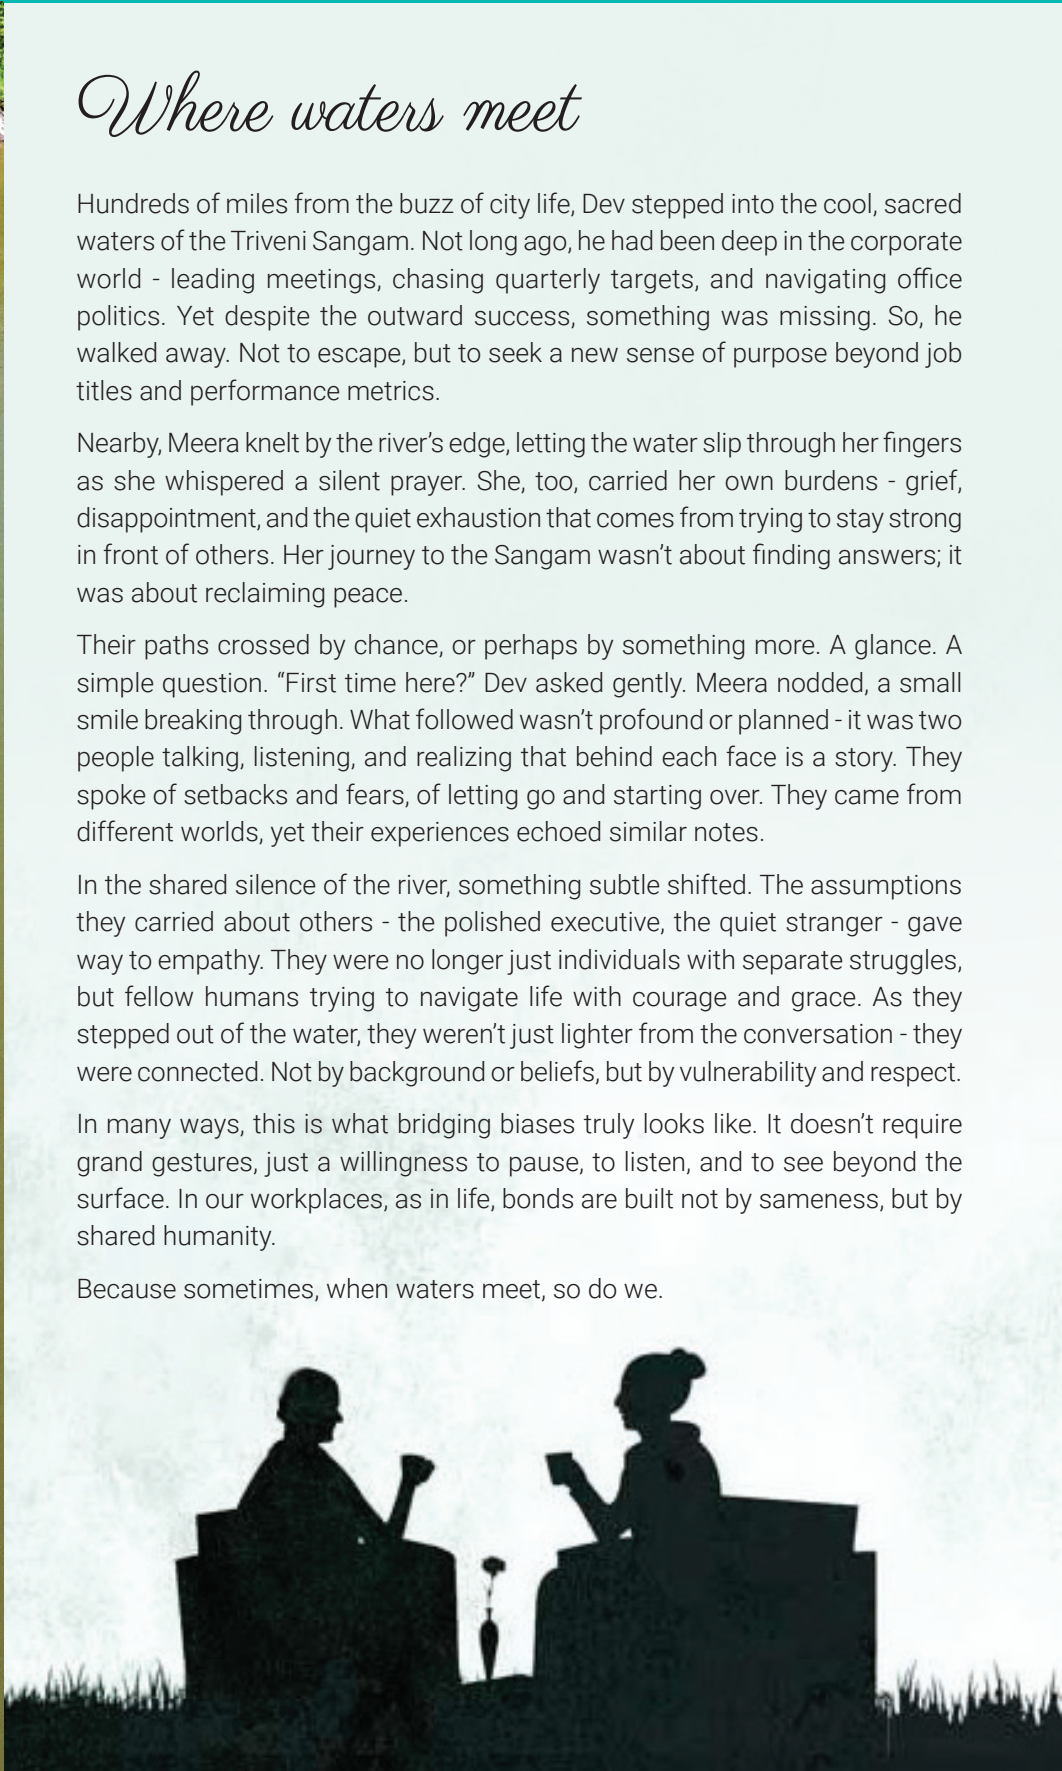 Where waters meet
Hundreds of miles from the buzz of city life, Dev stepped into the cool, sacred
waters of the Triveni Sangam. Not long ago, he had been deep in the corporate
world - leading meetings, chasing quarterly targets, and navigating office
politics. Yet despite the outward success, something was missing. So, he
walked away. Not to escape, but to seek a new sense of purpose beyond job
titles and performance metrics.
Nearby, Meera knelt by the river’s edge, letting the water slip through her fingers
as she whispered a silent prayer. She, too, carried her own burdens - grief,
disappointment, and the quiet exhaustion that comes from trying to stay strong
in front of others. Her journey to the Sangam wasn’t about finding answers; it
was about reclaiming peace.
Their paths crossed by chance, or perhaps by something more. A glance. A
simple question. “First time here?” Dev asked gently. Meera nodded, a small
smile breaking through. What followed wasn’t profound or planned - it was two
people talking, listening, and realizing that behind each face is a story. They
spoke of setbacks and fears, of letting go and starting over. They came from
different worlds, yet their experiences echoed similar notes.
In the shared silence of the river, something subtle shifted. The assumptions
they carried about others - the polished executive, the quiet stranger - gave
way to empathy. They were no longer just individuals with separate struggles,
but fellow humans trying to navigate life with courage and grace. As they
stepped out of the water, they weren’t just lighter from the conversation - they
were connected. Not by background or beliefs, but by vulnerability and respect.
In many ways, this is what bridging biases truly looks like. It doesn’t require
grand gestures, just a willingness to pause, to listen, and to see beyond the
surface. In our workplaces, as in life, bonds are built not by sameness, but by
shared humanity.
Because sometimes, when waters meet, so do we.